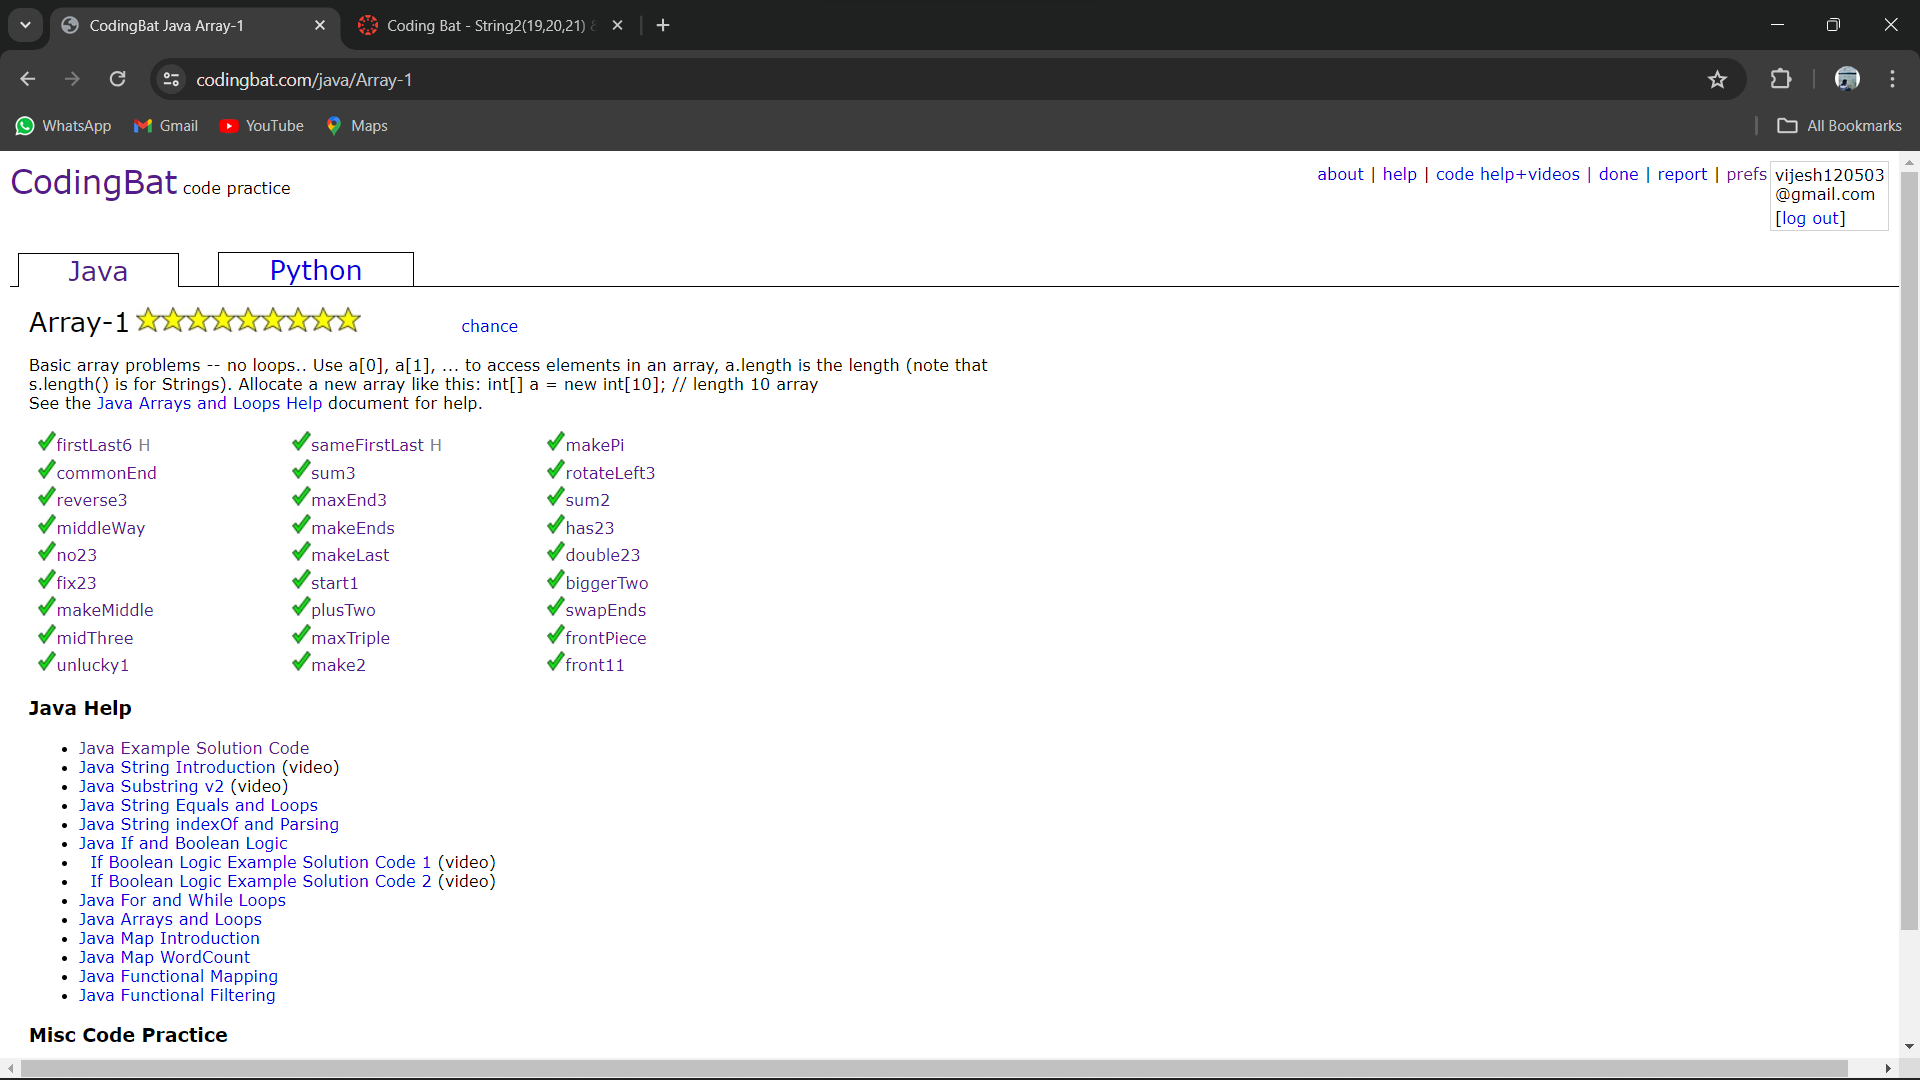 CodingBat Java Array-1
Coding Bat - String2(19,20,21)
codingbat.com/java/Array-1
WhatsApp
Gmail
YouTube
Maps
All Bookmarks
CodingBat code practice
about | help | code help+videos | done | report | prefs
vijesh120503
@gmail.com
[log out]
Java
Python
Array-1
chance
Basic array problems -- no loops.. Use a[0], a[1], ... to access elements in an array, a.length is the length (note that
s.length() is for Strings). Allocate a new array like this: int[] a = new int[10]; // length 10 array
See the Java Arrays and Loops Help document for help.
firstLast6 H sameFirstLast H makePi
commonEnd sum3 rotateLeft3
reverse3 maxEnd3 sum2
middleWay makeEnds has23
no23 makeLast double23
fix23 start1 biggerTwo
makeMiddle plusTwo swapEnds
midThree maxTriple frontPiece
unlucky1 make2 front11
Java Help
Java Example Solution Code
Java String Introduction (video)
Java Substring v2 (video)
Java String Equals and Loops
Java String indexOf and Parsing
Java If and Boolean Logic
If Boolean Logic Example Solution Code 1 (video)
If Boolean Logic Example Solution Code 2 (video)
Java For and While Loops
Java Arrays and Loops
Java Map Introduction
Java Map WordCount
Java Functional Mapping
Java Functional Filtering
Misc Code Practice